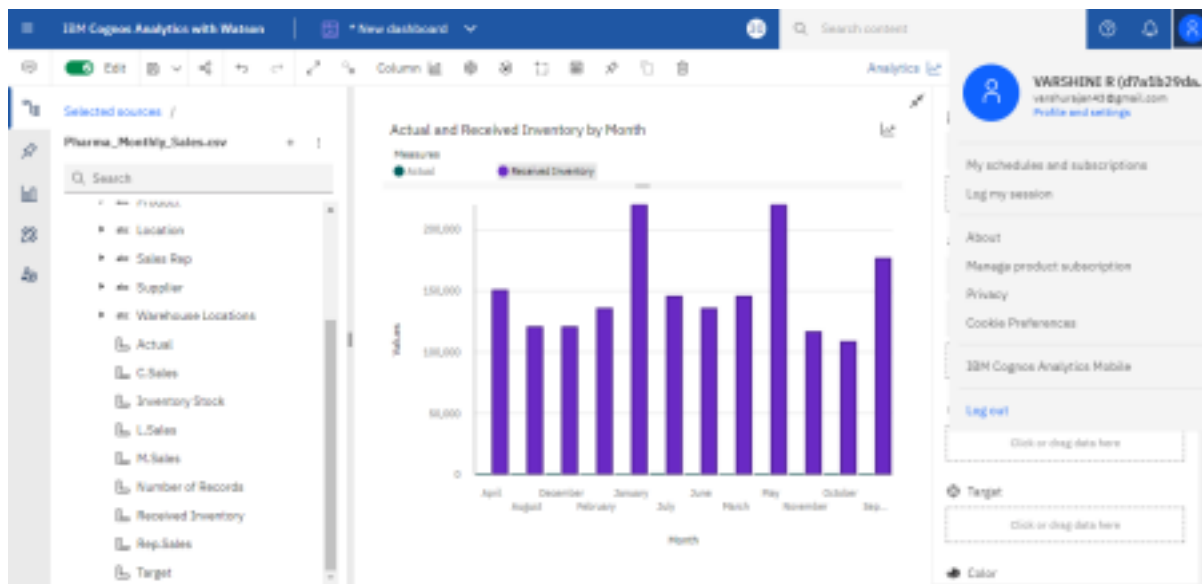 IBM Cognos Analytics with Watson
* New dashboard
Search content
Edit
Column
Analytics
VARSHINE R (d7a1b29da...
Profile and settings
My schedules and subscriptions
Log my session
About
Manage product subscription
Privacy
Cookie Preferences
IBM Cognos Analytics Mobile
Log out
Selected sources /
Pharma_Monthly_Sales.csv
Search
Product
Location
Sales Rep
Supplier
Warehouse Locations
Actual
C.Sales
Inventory Stock
L.Sales
M.Sales
Number of Records
Received Inventory
Rep.Sales
Target
Actual and Received Inventory by Month
Measures
Actual
Received Inventory
200,000
150,000
100,000
50,000
0
Values
April
August
December
February
January
July
June
March
May
November
October
Sep...
Month
Click or drag data here
Target
Click or drag data here
Color